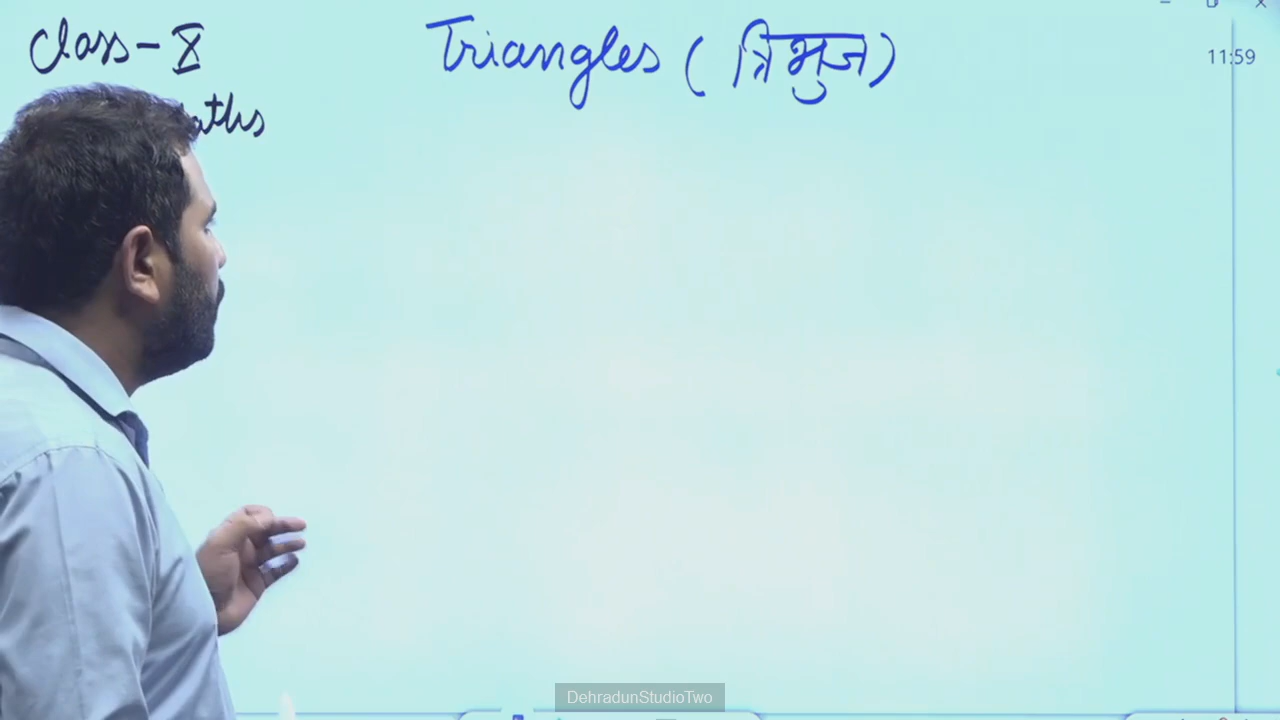 Class-X
Triangles (त्रिभुज)
11:59
aths
DehradunStudioTwo